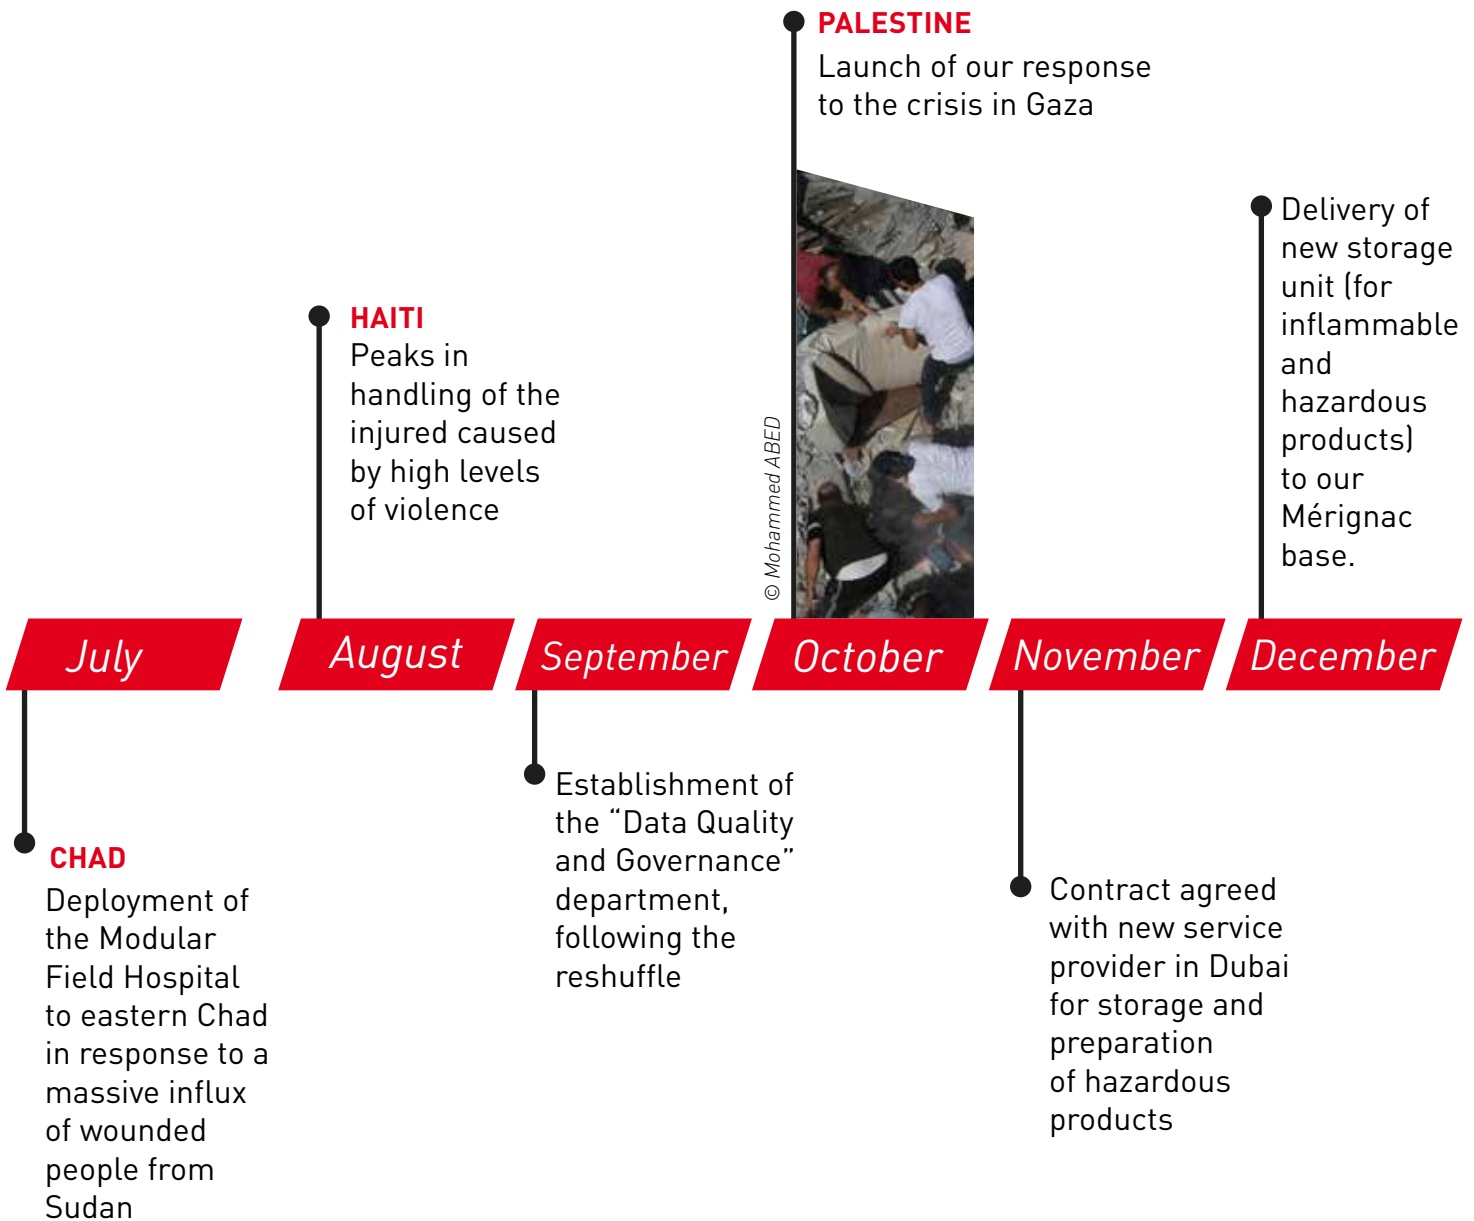 PALESTINE
Launch of our response
to the crisis in Gaza
Delivery of
new storage
unit (for
inflammable
and
hazardous
products)
to our
Mérignac
base.
HAITI
Peaks in
handling of the
injured caused
by high levels
of violence
© Mohammed ABED
July
August
September
October
November
December
CHAD
Deployment of
the Modular
Field Hospital
to eastern Chad
in response to a
massive influx
of wounded
people from
Sudan
Establishment of
the “Data Quality
and Governance”
department,
following the
reshuffle
Contract agreed
with new service
provider in Dubai
for storage and
preparation
of hazardous
products